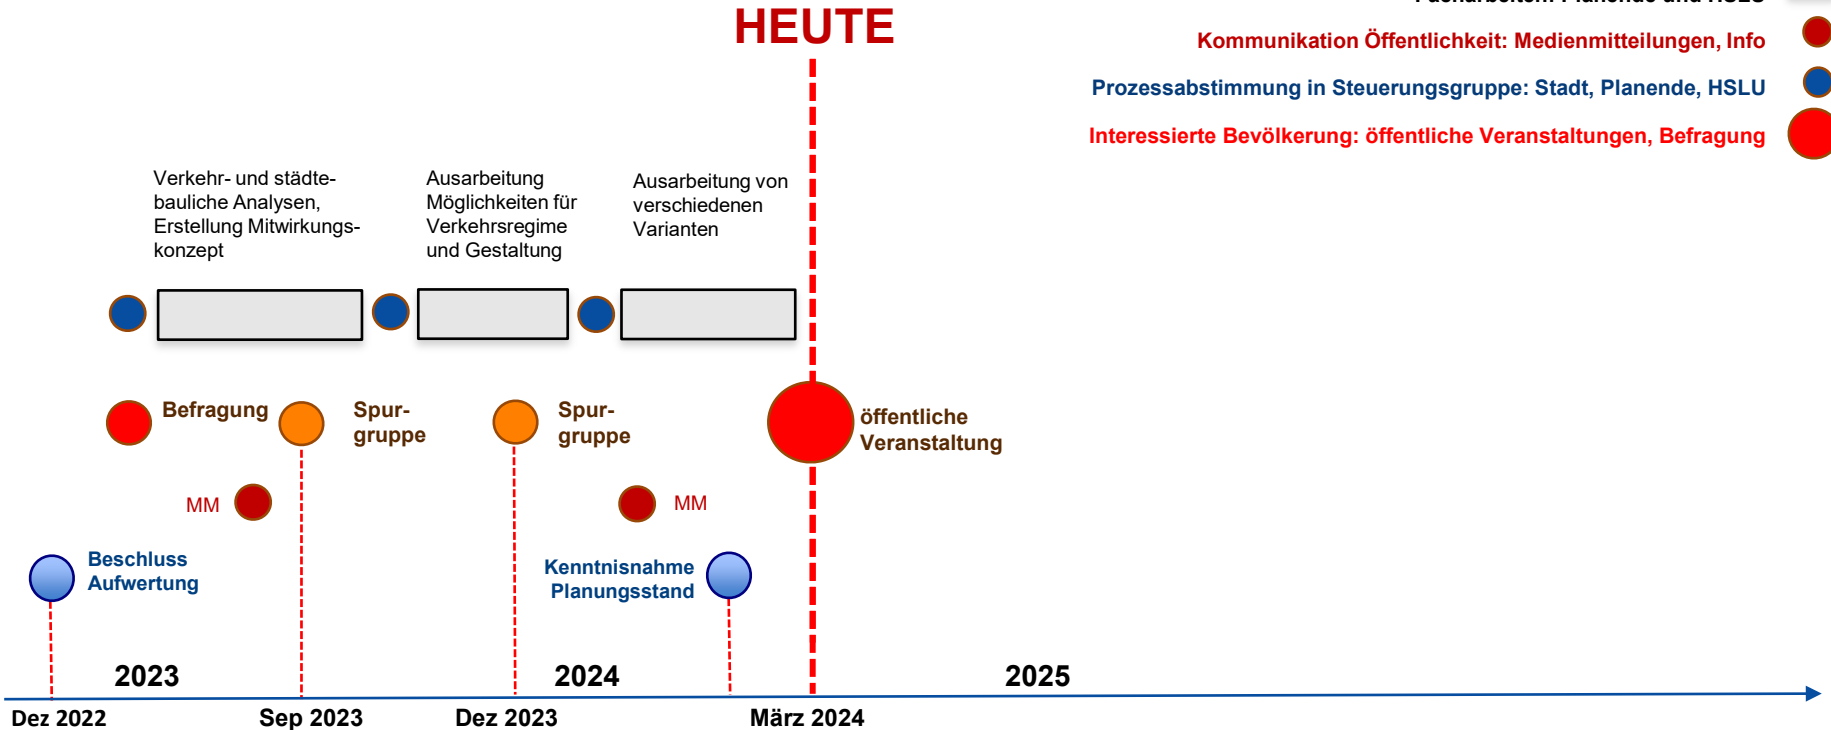 HEUTE
Kommunikation Öffentlichkeit: Medienmitteilungen, Info
Prozessabstimmung in Steuerungsgruppe: Stadt, Planende, HSLU
Interessierte Bevölkerung: öffentliche Veranstaltungen, Befragung
Verkehr- und städte-
bauliche Analysen,
Erstellung Mitwirkungs-
konzept
Ausarbeitung
Möglichkeiten für
Verkehrsregime
und Gestaltung
Ausarbeitung von
verschiedenen
Varianten
Befragung
Spur-
gruppe
Spur-
gruppe
öffentliche
Veranstaltung
MM
MM
Beschluss
Aufwertung
Kenntnisnahme
Planungsstand
2023
2024
2025
Dez 2022
Sep 2023
Dez 2023
März 2024